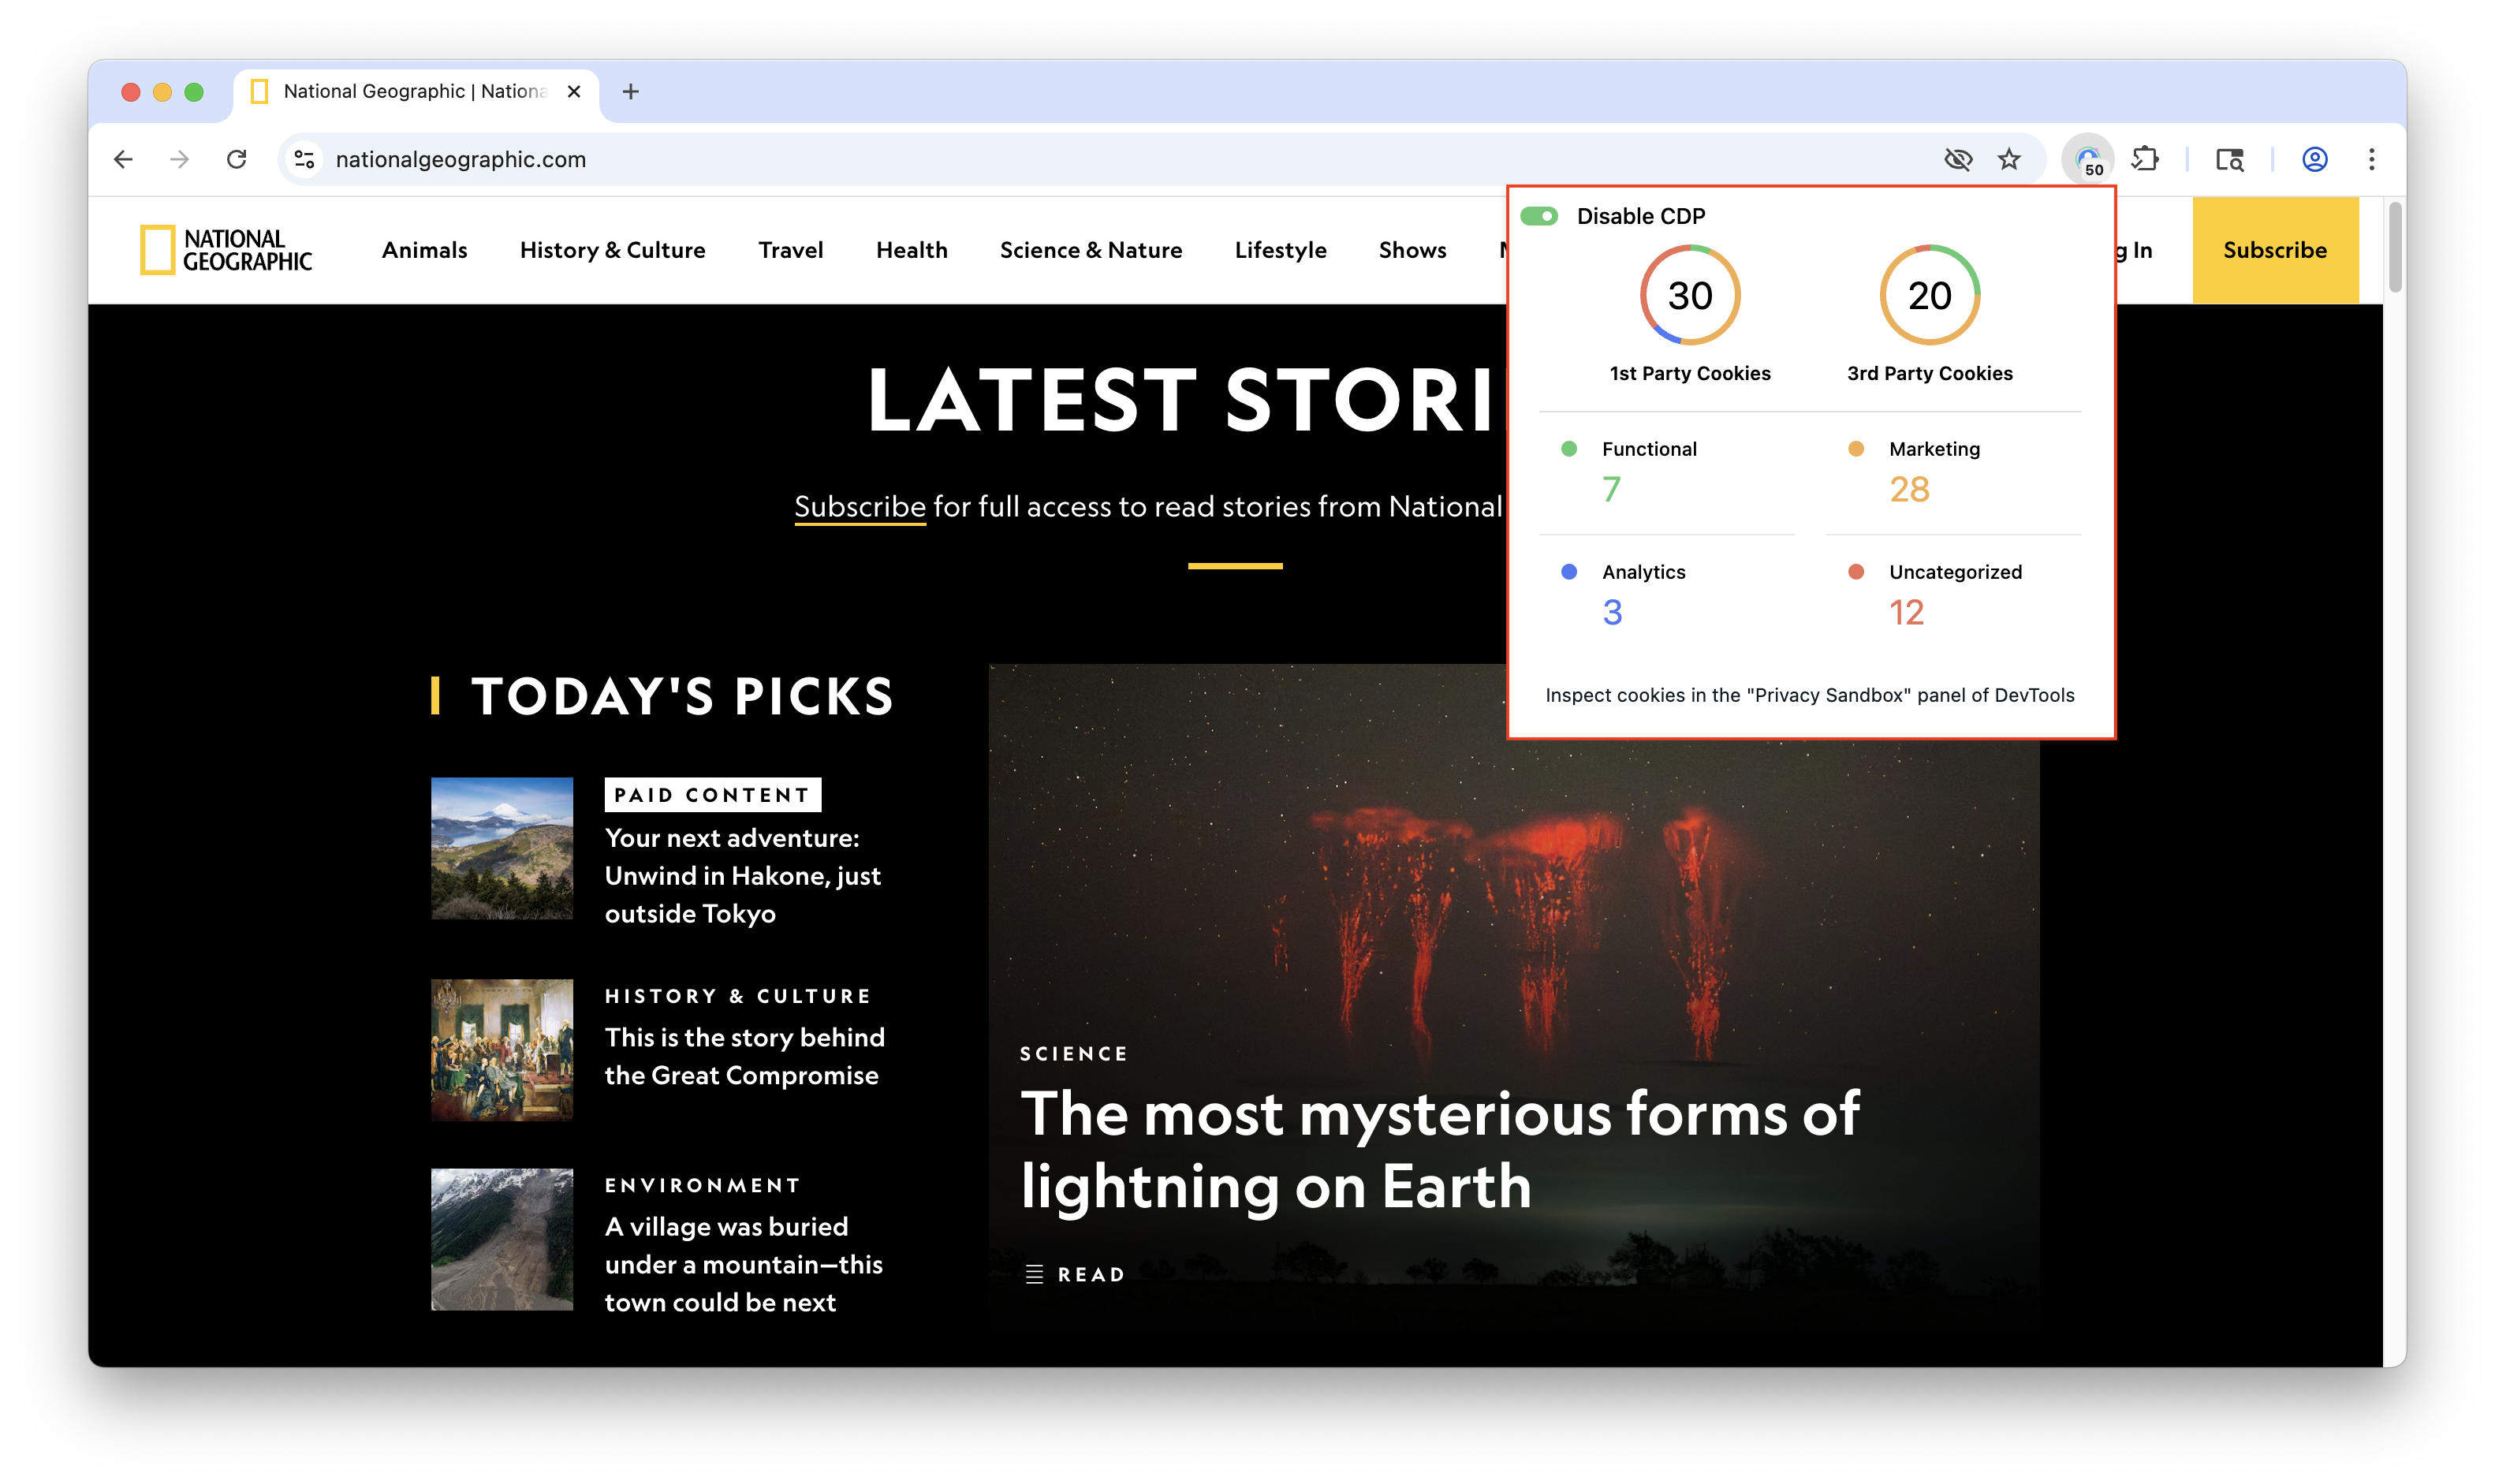 National Geographic | Nationa
nationalgeographic.com
50
NATIONAL
GEOGRAPHIC
Animals
History & Culture
Travel
Health
Science & Nature
Lifestyle
Shows
g In
Subscribe
Disable CDP
30
20
1st Party Cookies
3rd Party Cookies
Functional
7
Marketing
28
Analytics
3
Uncategorized
12
Inspect cookies in the "Privacy Sandbox" panel of DevTools
LATEST STORI
Subscribe for full access to read stories from National
TODAY'S PICKS
PAID CONTENT
Your next adventure:
Unwind in Hakone, just
outside Tokyo
HISTORY & CULTURE
This is the story behind
the Great Compromise
ENVIRONMENT
A village was buried
under a mountain—this
town could be next
SCIENCE
The most mysterious forms of
lightning on Earth
READ